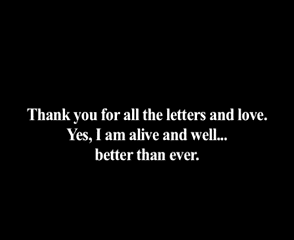 Thank you for all the letters and love.
Yes, I am alive and well...
better than ever.